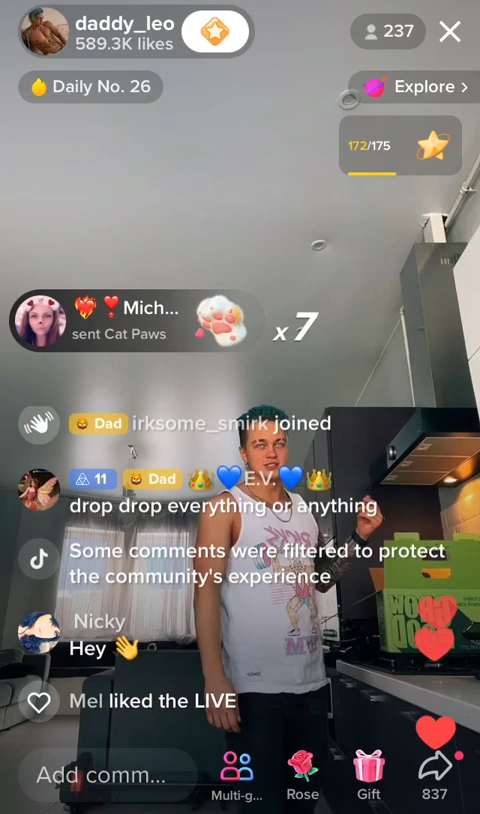 daddy_leo
589.3K likes
237
Daily No. 26
Explore >
172/175
Mich...
sent Cat Paws
x7
Dad irksome_smirk joined
11 Dad E.V.
drop drop everything or anything
Some comments were filtered to protect
the community's experience
Nicky
Hey 👋
Mel liked the LIVE
Add comm...
Multi-g...
Rose
Gift
837